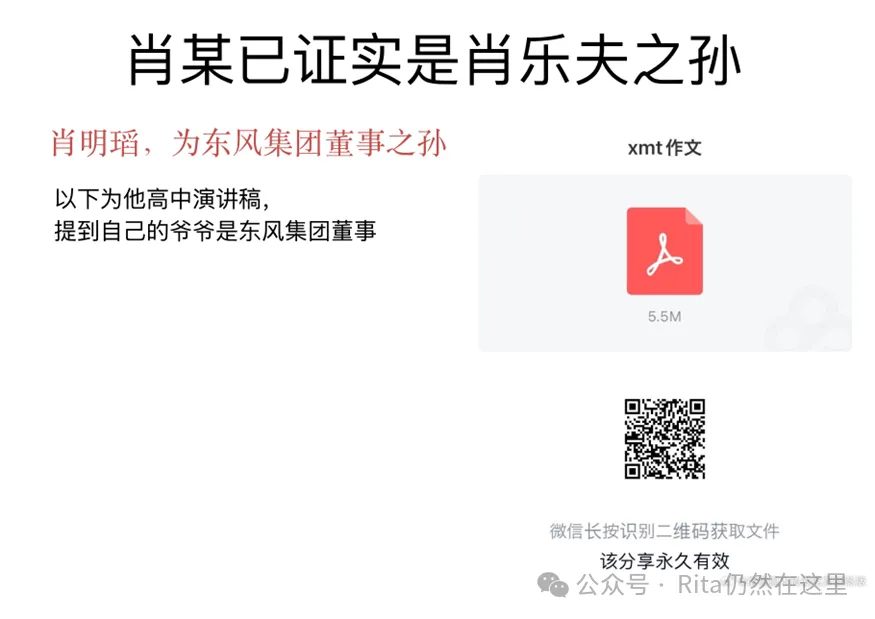 肖某已证实是肖乐夫之孙
肖明瑫，为东风集团董事之孙
以下为他高中演讲稿，
提到自己的爷爷是东风集团董事
xmt作文
5.5M
微信长按识别二维码获取文件
该分享永久有效
公众号 · Rita仍然在这里